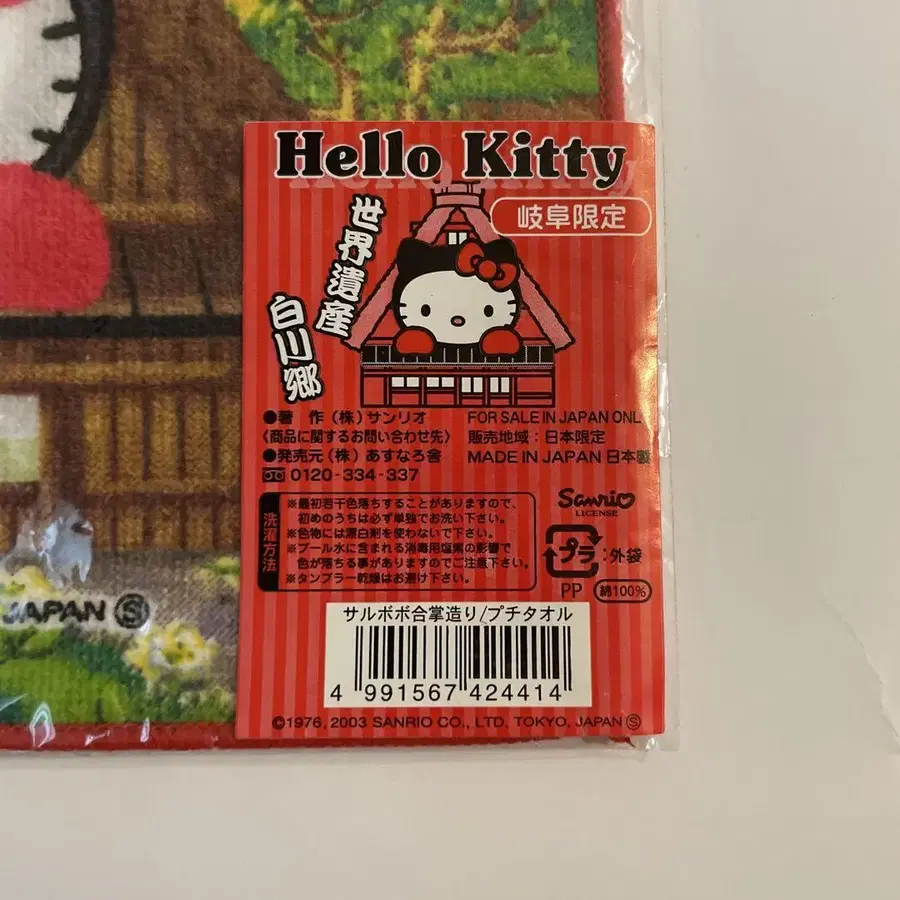 Hello Kitty
岐阜限定
世界遺産
白川郷
●著 作(株)サンリオ FOR SALE IN JAPAN ONL
〈商品に関するお問い合わせ先〉 販売地域:日本限定
●発売元(株)あすなろ舎 MADE IN JAPAN 日本製
0120-334-337
洗濯方法
※最初若干色落ちすることがありますので、
初めのうちは必ず単独でお洗い下さい。
※色物には漂白剤を使わないで下さい。
※プール水に含まれる消毒用塩素の影響で
色が落ちる事がありますのでご注意下さい。
※タンブラー乾燥はお避け下さい。
Sanrio
LICENSE
プラ:外袋
PP 綿100%
サルボボ合掌造り/プチタオル
4 991567 424414
©1976, 2003 SANRIO CO., LTD. TOKYO, JAPAN Ⓢ
JAPAN Ⓢ